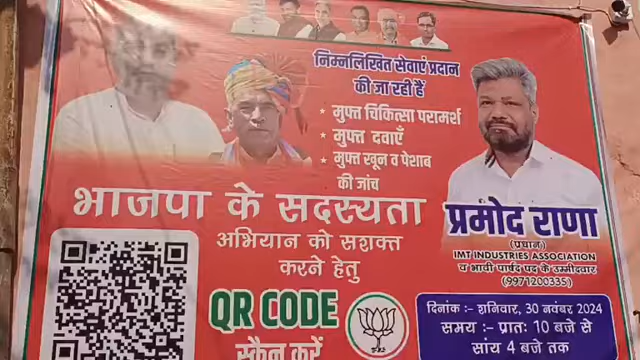 निम्नलिखित सेवाएं प्रदान
की जा रही हैं
* मुफ्त चिकित्सा परामर्श
* मुफ्त दवाएँ
* मुफ्त खून व पेशाब
की जांच
भाजपा के सदस्यता
अभियान को सशक्त
करने हेतु
QR CODE
स्कैन करें
प्रमोद राणा
(प्रधान)
IMT INDUSTRIES ASSOCIATION
व भावी पार्षद पद के उम्मीदवार
(9971200335)
दिनांक :- शनिवार, 30 नवंबर 2024
समय :- प्रातः 10 बजे से
सांय 4 बजे तक